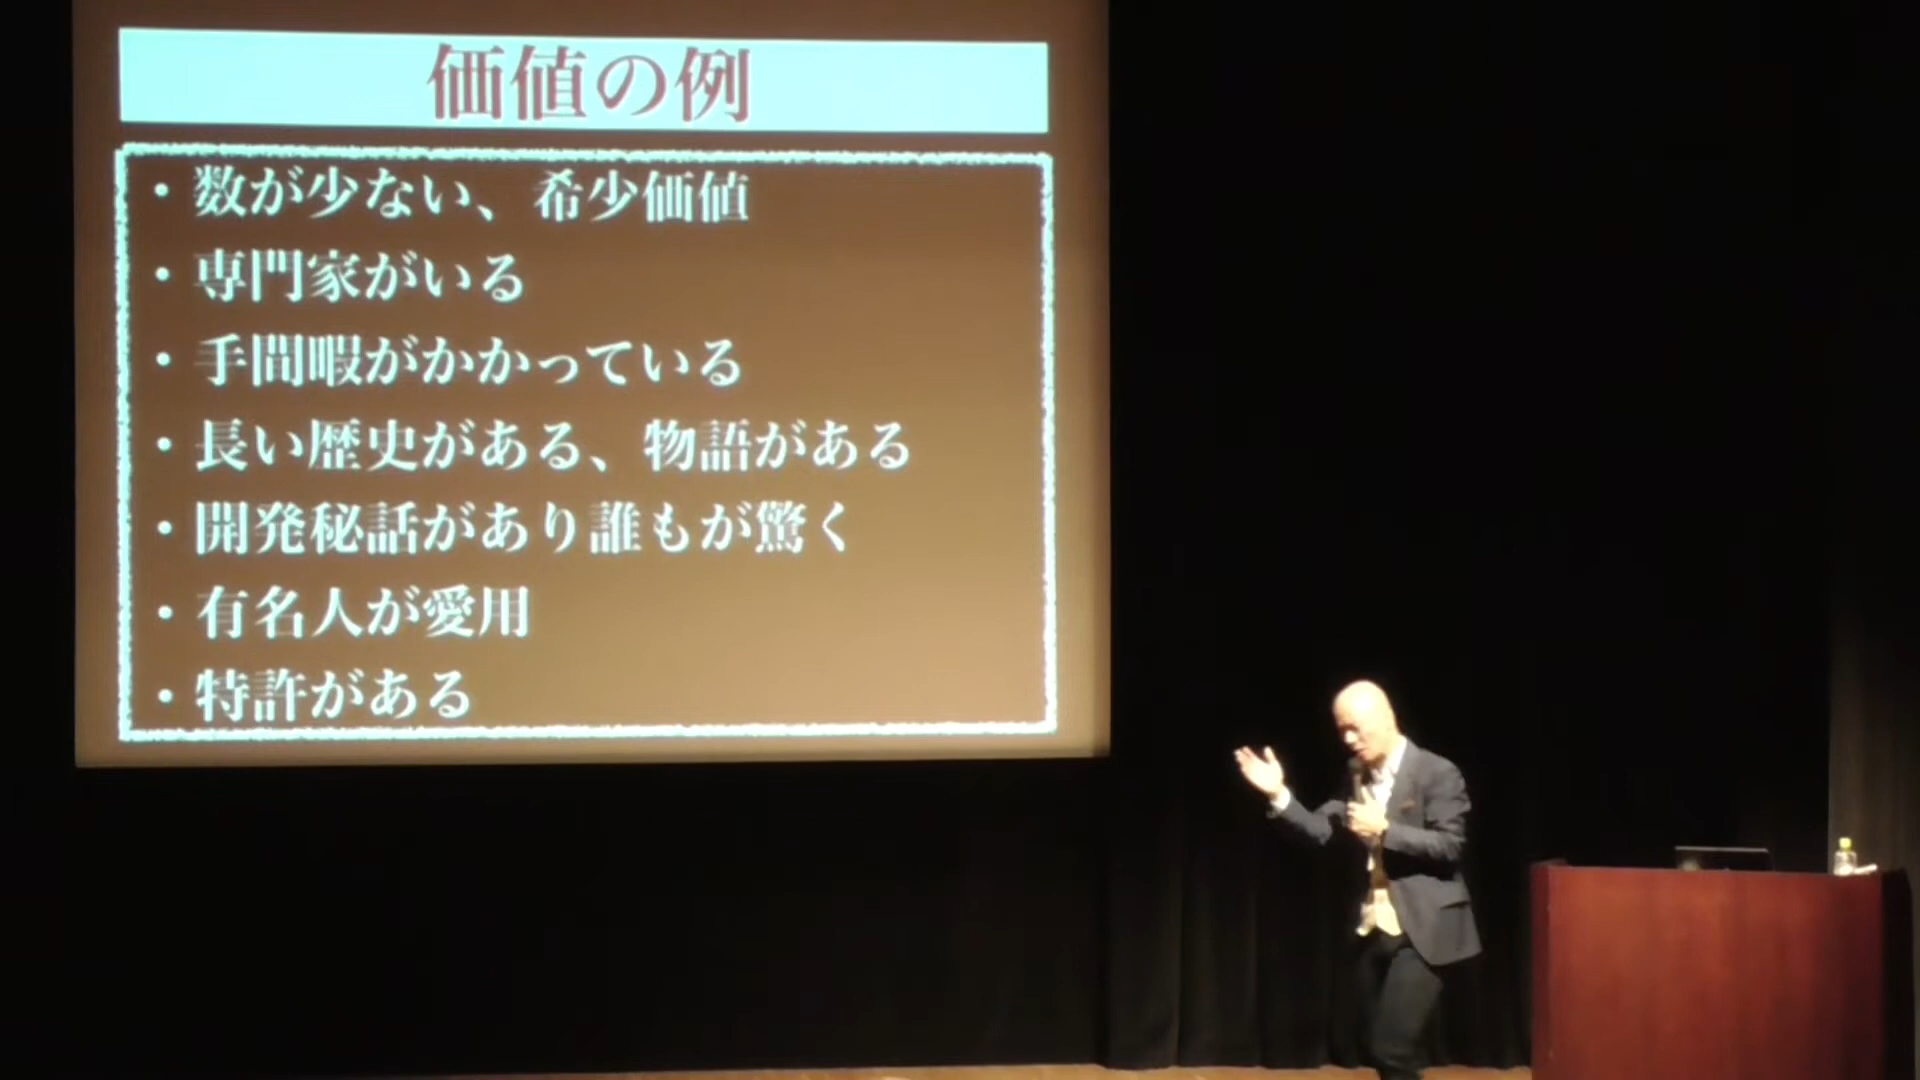 価値の例
・数が少ない、希少価値
・専門家がいる
・手間暇がかかっている
・長い歴史がある、物語がある
・開発秘話があり誰もが驚く
・有名人が愛用
・特許がある